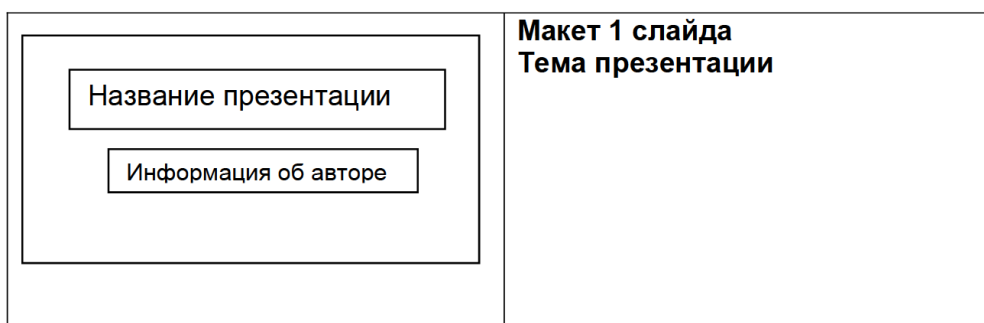 Название презентации
Информация об авторе
Макет 1 слайда
Тема презентации